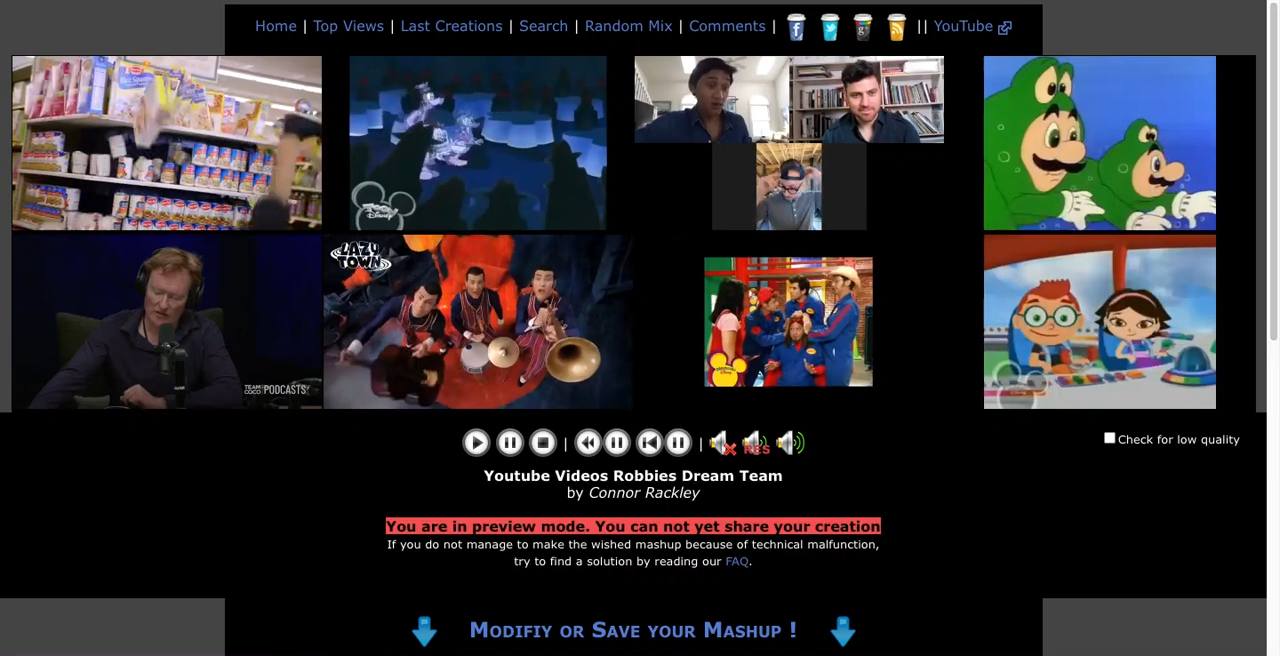 Home | Top Views | Last Creations | Search | Random Mix | Comments | || YouTube
Disney
LAZY TOWN
TEAM COCO PODCASTS
| | RES
Check for low quality
Youtube Videos Robbies Dream Team
by Connor Rackley
You are in preview mode. You can not yet share your creation
If you do not manage to make the wished mashup because of technical malfunction,
try to find a solution by reading our FAQ.
Modifiy or Save your Mashup !